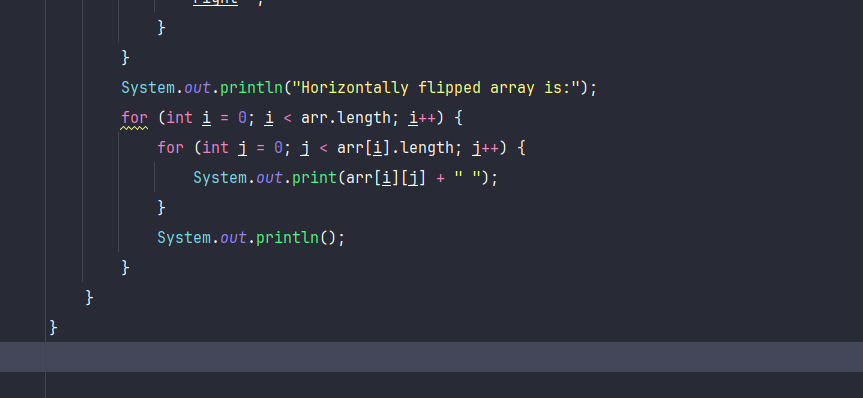 }
}
System.out.println("Horizontally flipped array is:");
for (int i = 0; i < arr.length; i++) {
for (int j = 0; j < arr[i].length; j++) {
System.out.print(arr[i][j] + " ");
}
System.out.println();
}
}
}